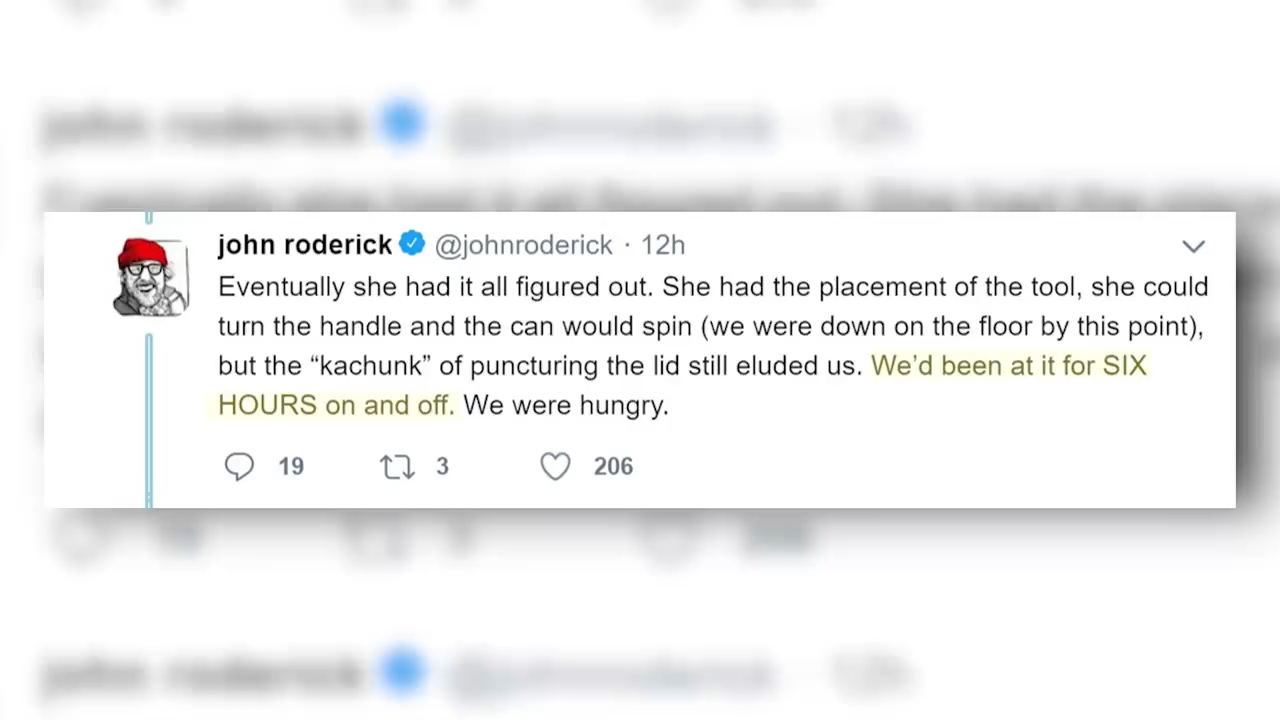 john roderick @johnroderick · 12h
Eventually she had it all figured out. She had the placement of the tool, she could
turn the handle and the can would spin (we were down on the floor by this point),
but the “kachunk” of puncturing the lid still eluded us. We’d been at it for SIX
HOURS on and off. We were hungry.
19 3 206